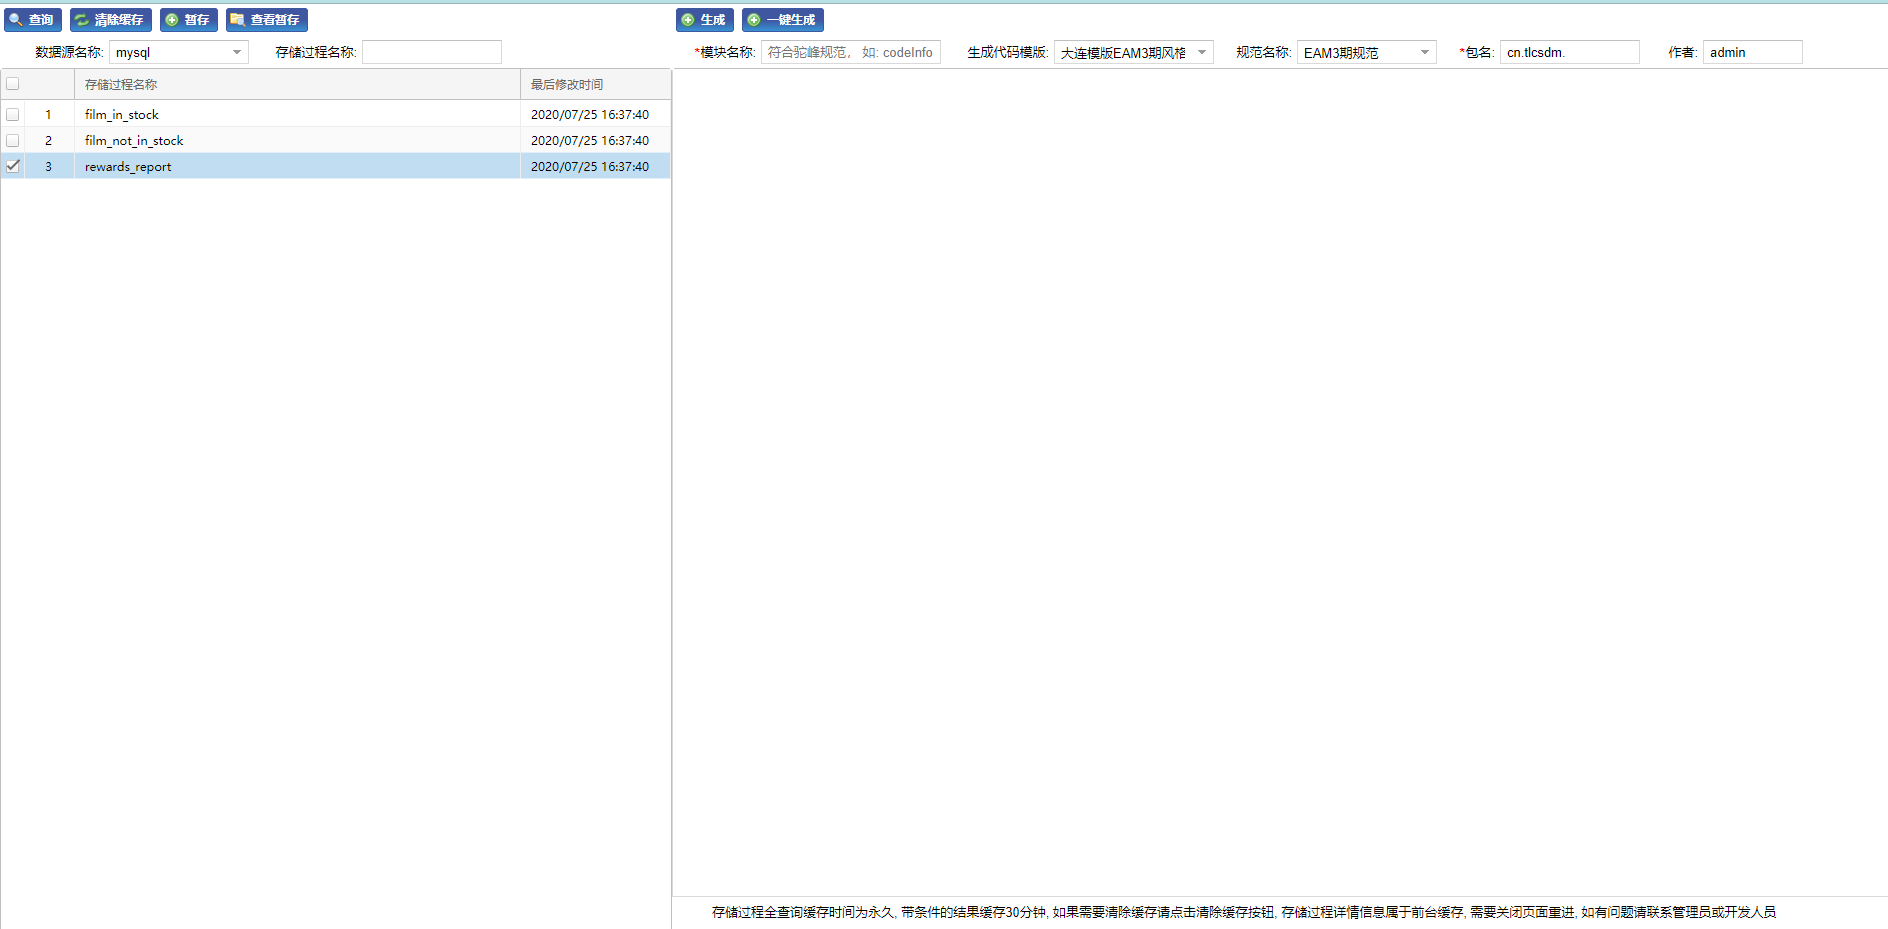 查询 清除缓存 暂存 查看暂存
数据源名称: mysql 存储过程名称:
存储过程名称 最后修改时间
1 film_in_stock 2020/07/25 16:37:40
2 film_not_in_stock 2020/07/25 16:37:40
3 rewards_report 2020/07/25 16:37:40
生成 一键生成
*模块名称: 符合驼峰规范, 如: codeInfo 生成代码模版: 大连模版EAM3期风格 规范名称: EAM3期规范 *包名: cn.tlcsdm. 作者: admin
存储过程全查询缓存时间为永久, 带条件的结果缓存30分钟, 如果需要清除缓存请点击清除缓存按钮, 存储过程详情信息属于前台缓存, 需要关闭页面重进, 如有问题请联系管理员或开发人员